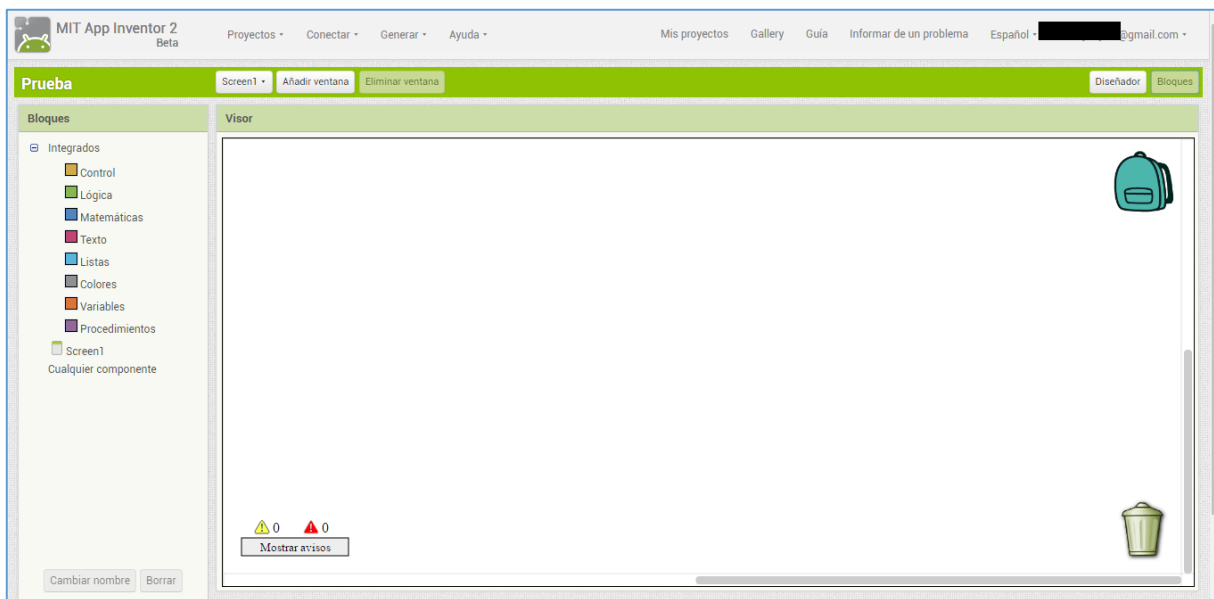 MIT App Inventor 2
Beta
Proyectos Conectar Generar Ayuda Mis proyectos Gallery Guía Informar de un problema Español @gmail.com
Prueba Screen1 Añadir ventana Eliminar ventana Diseñador Bloques
Bloques Visor
Integrados
Control
Lógica
Matemáticas
Texto
Listas
Colores
Variables
Procedimientos
Screen1
Cualquier componente
0 0
Mostrar avisos
Cambiar nombre Borrar